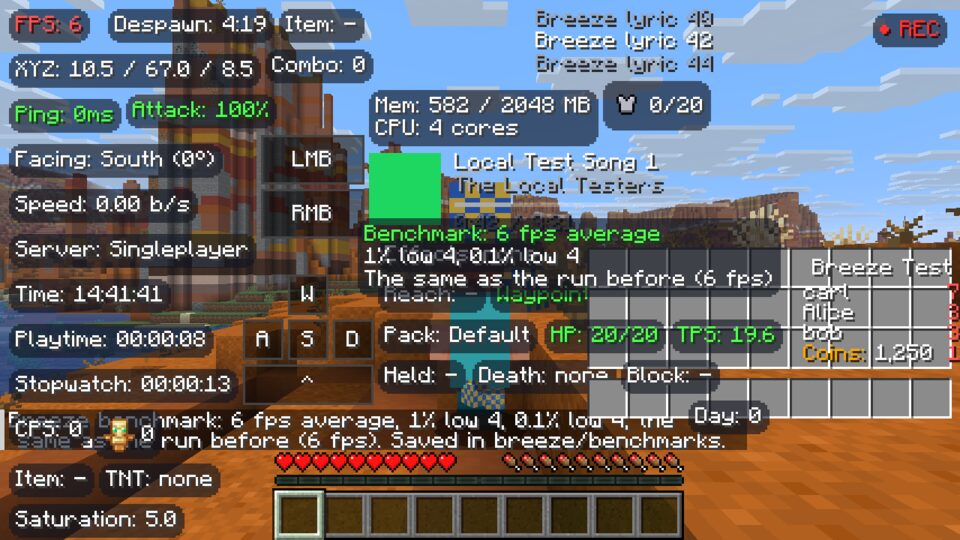 FPS: 6
Despawn: 4:19
Item: -
Breeze lyric 40
Breeze lyric 42
Breeze lyric 44
REC
XYZ: 10.5 / 67.0 / 8.5
Combo: 0
Ping: 0ms
Attack: 100%
Mem: 582 / 2048 MB
CPU: 4 cores
0/20
Facing: South (0°)
LMB
Local Test Song 1
The Local Testers
Speed: 0.00 b/s
RMB
Benchmark: 6 fps average
1% low 4, 0.1% low 4
The same as the run before (6 fps)
Server: Singleplayer
Breeze Test
Time: 14:41:41
W
Reach: -
Waypoint
carl
Alice
bob
Coins: 1,250
Playtime: 00:00:08
A
S
D
Pack: Default
HP: 20/20
TPS: 19.6
Stopwatch: 00:00:13
^
Held: -
Death: none
Block: -
Day: 0
CPS: 0
0
Breeze benchmark: 6 fps average, 1% low 4, 0.1% low 4, the
same as the run before (6 fps). Saved in breeze/benchmarks.
Item: -
TNT: none
Saturation: 5.0